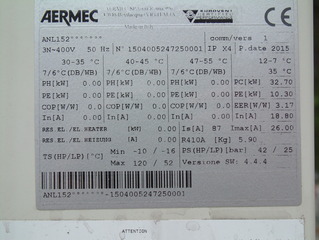 AERMEC
Made in Italy
EUROVENT
ANL152°°°°°°° comm/vers 1
3N~400V 50 Hz N°1504005247250001 IP X4 P.date 2015
30-35 °C 40-45 °C 47-55 °C 12-7 °C
7/6°C(DB/WB) 7/6°C(DB/WB) 7/6°C(DB/WB) 35 °C
PH[kW] 0.00 PH[kW] 0.00 PH[kW] 0.00 PC[kW] 32.70
PE[kW] 0.00 PE[kW] 0.00 PE[kW] 0.00 PE[kW] 10.30
COP[W/W] 0.0 COP[W/W] 0.0 COP[W/W] 0.0 EER[W/W] 3.17
In[A] 0.00 In[A] 0.00 In[A] 0.00 In[A] 18.80
RES.EL/EL HEATER [kW] 0 Is[A] 87 Imax[A] 26.00
RES.EL/EL HEIZUNG [A] 0.00 R410A [Kg] 5.90
TS(HP/LP)[°C] Min -10 / -16 PS(HP/LP)[bar] 42 / 25
Max 120 / 52 Versione SW: 4.4.4
ANL152°°°°°°°-1504005247250001
ATTENTION